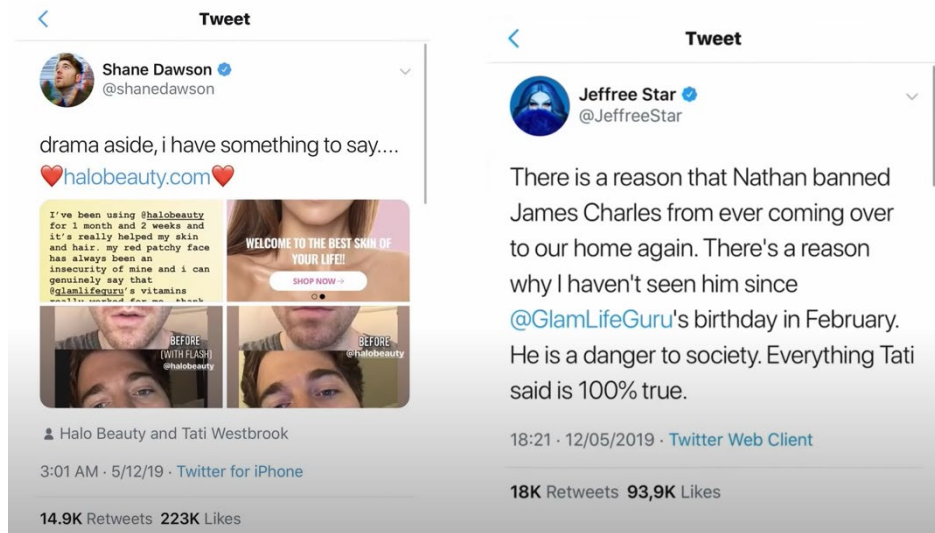 Tweet
Shane Dawson
@shanedawson
drama aside, i have something to say....
❤️halobeauty.com❤️
I've been using @halobeauty
for 1 month and 2 weeks and
it's really helped my skin
and hair. my red patchy face
has always been an
insecurity of mine and i can
genuinely say that
@glamlifeguru's vitamins
really worked for me. thank
WELCOME TO THE BEST SKIN OF
YOUR LIFE!!
SHOP NOW→
BEFORE
(WITH FLASH)
@halobeauty
BEFORE
@halobeauty
Halo Beauty and Tati Westbrook
3:01 AM · 5/12/19 · Twitter for iPhone
14.9K Retweets 223K Likes
Tweet
Jeffree Star
@JeffreeStar
There is a reason that Nathan banned
James Charles from ever coming over
to our home again. There's a reason
why I haven't seen him since
@GlamLifeGuru's birthday in February.
He is a danger to society. Everything Tati
said is 100% true.
18:21 · 12/05/2019 · Twitter Web Client
18K Retweets 93,9K Likes